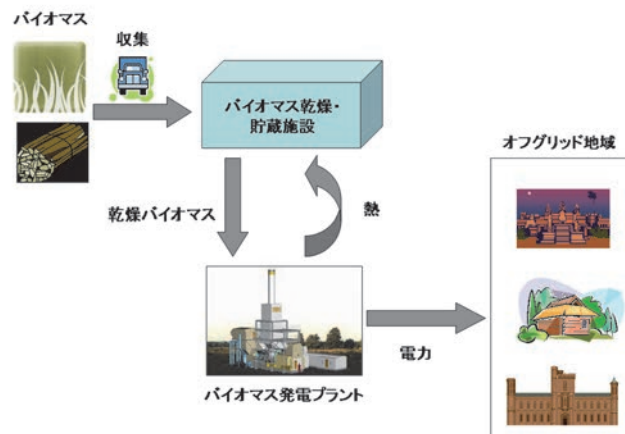 バイオマス
収集
バイオマス乾燥・
貯蔵施設
オフグリッド地域
乾燥バイオマス
熱
電力
バイオマス発電プラント